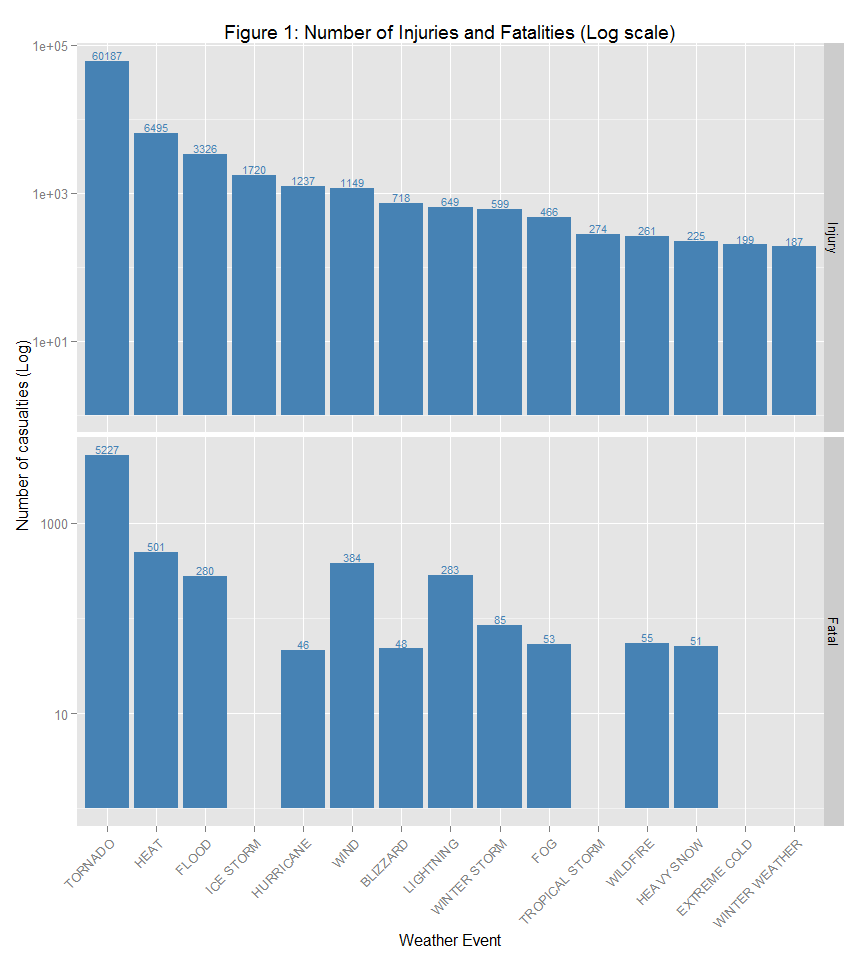 Figure 1: Number of Injuries and Fatalities (Log scale)
Number of casualties (Log)
1e+05
1e+03
1e+01
60187
6495
3326
1720
1237
1149
718
649
599
466
274
261
225
199
187
Injury
1000
10
5227
501
280
46
384
48
283
85
53
55
51
Fatal
TORNADO
HEAT
FLOOD
ICE STORM
HURRICANE
WIND
BLIZZARD
LIGHTNING
WINTER STORM
FOG
TROPICAL STORM
WILDFIRE
HEAVY SNOW
EXTREME COLD
WINTER WEATHER
Weather Event